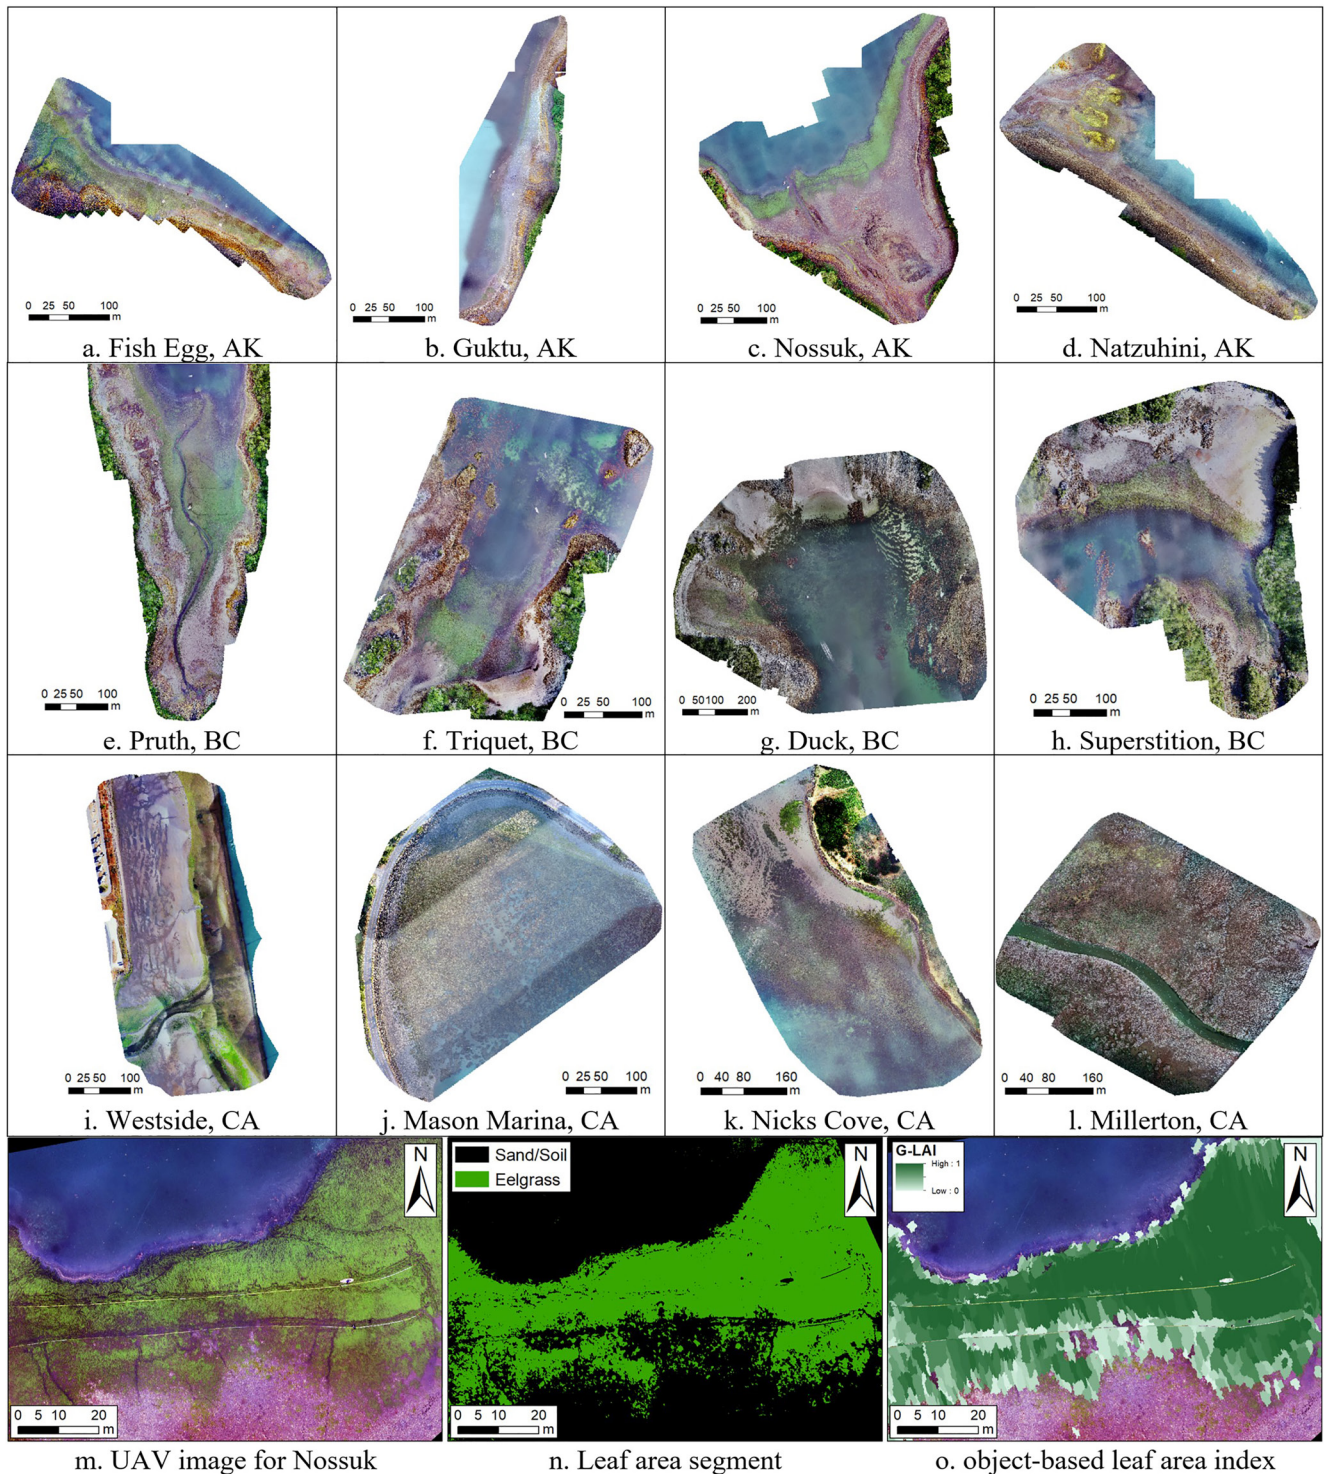 0 25 50 100
m
a. Fish Egg, AK
0 25 50 100
m
b. Guktu, AK
0 25 50 100
m
c. Nossuk, AK
0 25 50 100
m
d. Natzuhini, AK
0 25 50 100
m
e. Pruth, BC
0 25 50 100
m
f. Triquet, BC
0 50 100 200
m
g. Duck, BC
0 25 50 100
m
h. Superstition, BC
0 25 50 100
m
i. Westside, CA
0 25 50 100
m
j. Mason Marina, CA
0 40 80 160
m
k. Nicks Cove, CA
0 40 80 160
m
l. Millerton, CA
N
0 5 10 20
m
m. UAV image for Nossuk
Sand/Soil
Eelgrass
N
0 5 10 20
m
n. Leaf area segment
G-LAI
High : 1
Low : 0
N
0 5 10 20
m
o. object-based leaf area index